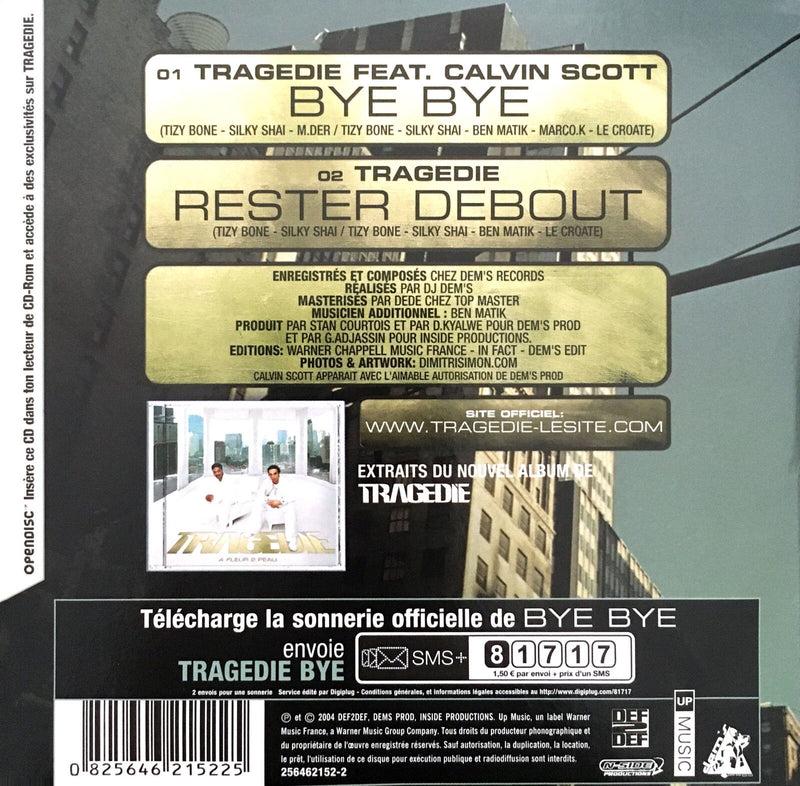 OPENDISC™ Insère ce CD dans ton lecteur de CD-Rom et accède à des exclusivités sur TRAGEDIE.
01 TRAGEDIE FEAT. CALVIN SCOTT
BYE BYE
(TIZY BONE - SILKY SHAI - M.DER / TIZY BONE - SILKY SHAI - BEN MATIK - MARCO.K - LE CROATE)
02 TRAGEDIE
RESTER DEBOUT
(TIZY BONE - SILKY SHAI / TIZY BONE - SILKY SHAI - BEN MATIK - LE CROATE)
ENREGISTRÉS ET COMPOSÉS CHEZ DEM'S RECORDS
RÉALISÉS PAR DJ DEM'S
MASTERISÉS PAR DEDE CHEZ TOP MASTER
MUSICIEN ADDITIONNEL : BEN MATIK
PRODUIT PAR STAN COURTOIS ET PAR D.KYALWE POUR DEM'S PROD
ET PAR G.ADJASSIN POUR INSIDE PRODUCTIONS.
EDITIONS: WARNER CHAPPELL MUSIC FRANCE - IN FACT - DEM'S EDIT
PHOTOS & ARTWORK: DIMITRISIMON.COM
CALVIN SCOTT APPARAIT AVEC L'AIMABLE AUTORISATION DE DEM'S PROD
SITE OFFICIEL:
WWW.TRAGEDIE-LESITE.COM
EXTRAITS DU NOUVEL ALBUM DE
TRAGEDIE
TRAGEDIE
A FLEUR 2 PEAU
Télécharge la sonnerie officielle de BYE BYE
envoie
TRAGEDIE BYE
SMS+ 81717
1,50 € par envoi + prix d'un SMS
2 envois pour une sonnerie Service édité par Digiplug - Conditions générales, et informations légales accessibles au http://www.digiplug.com/81717
0 825646 215225
℗ et © 2004 DEF2DEF, DEMS PROD, INSIDE PRODUCTIONS. Up Music, un label Warner
Music France, a Warner Music Group Company. Tous droits du producteur phonographique et
du propriétaire de l'œuvre enregistrée réservés. Sauf autorisation, la duplication, la location,
le prêt, l'utilisation de ce disque pour exécution publique et radiodiffusion sont interdits.
256462152-2
DEF
2
DEF
N-SIDE
PRODUCTIONS
UP
MUSIC